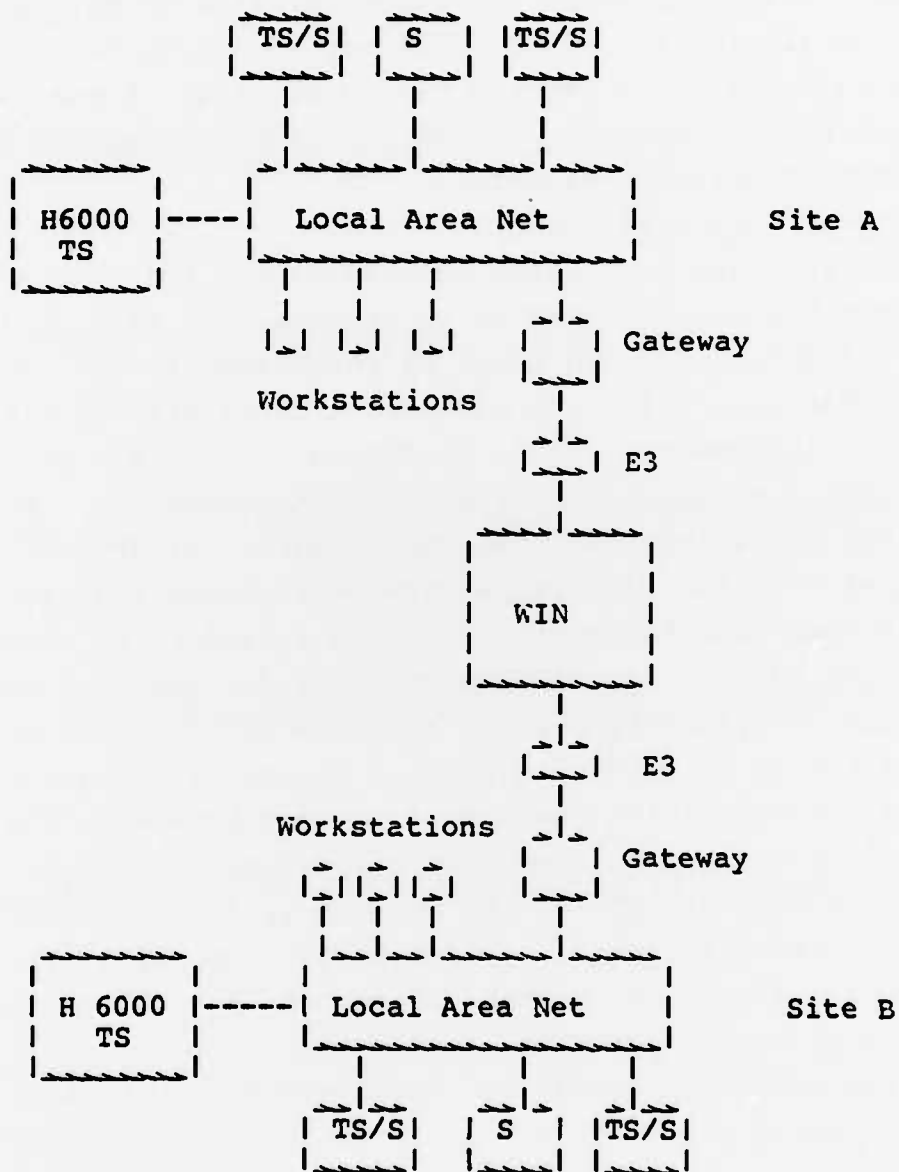 TS/S S TS/S
H6000 Local Area Net Site A
TS
Gateway
Workstations
E3
WIN
E3
Workstations
Gateway
H 6000 Local Area Net Site B
TS
TS/S S TS/S